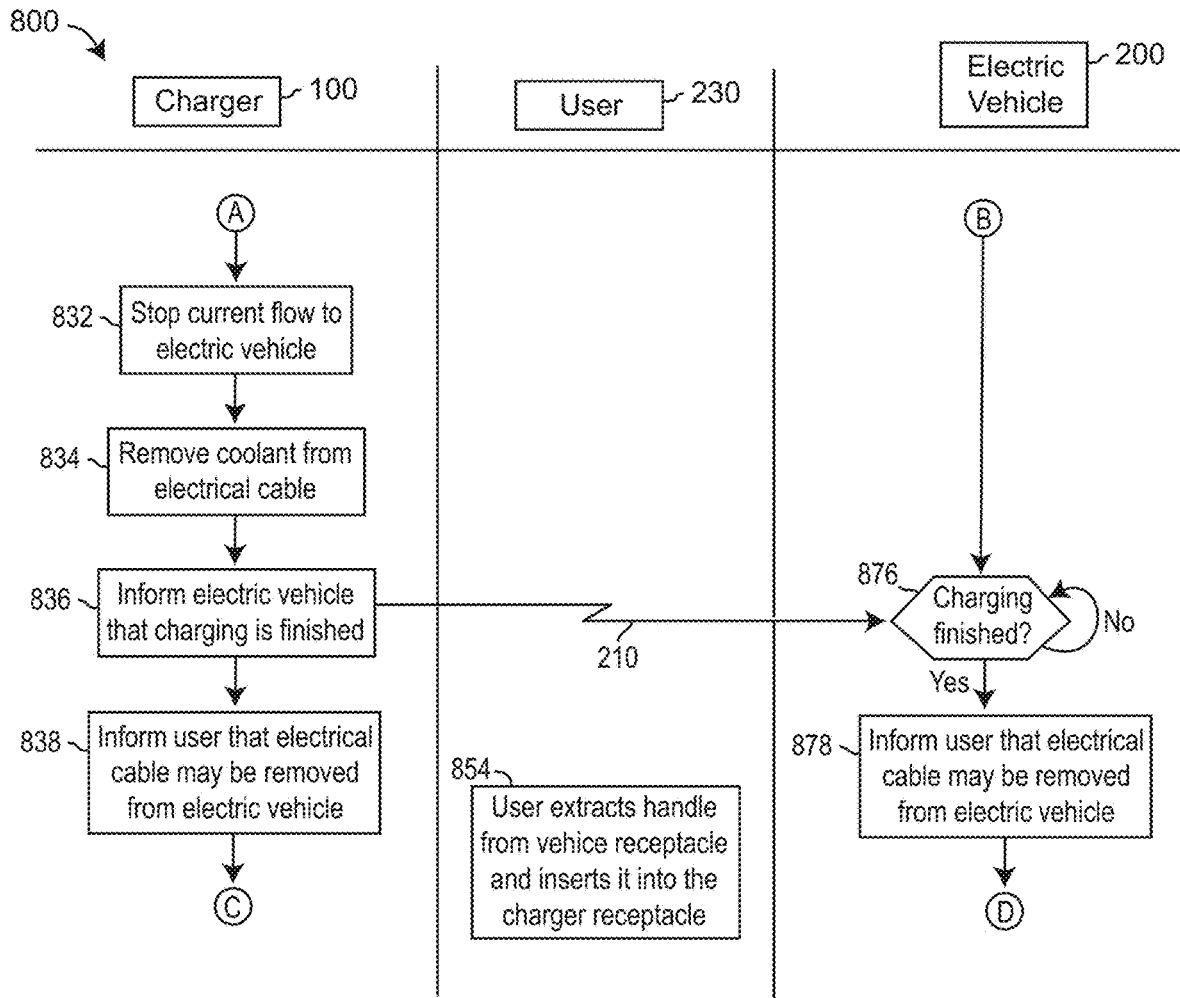 800
Charger
100
User
230
Electric
Vehicle
200
A
B
832
Stop current flow to
electric vehicle
834
Remove coolant from
electrical cable
836
Inform electric vehicle
that charging is finished
210
876
Charging
finished?
No
Yes
838
Inform user that electrical
cable may be removed
from electric vehicle
854
User extracts handle
from vehice receptacle
and inserts it into the
charger receptacle
878
Inform user that electrical
cable may be removed
from electric vehicle
C
D